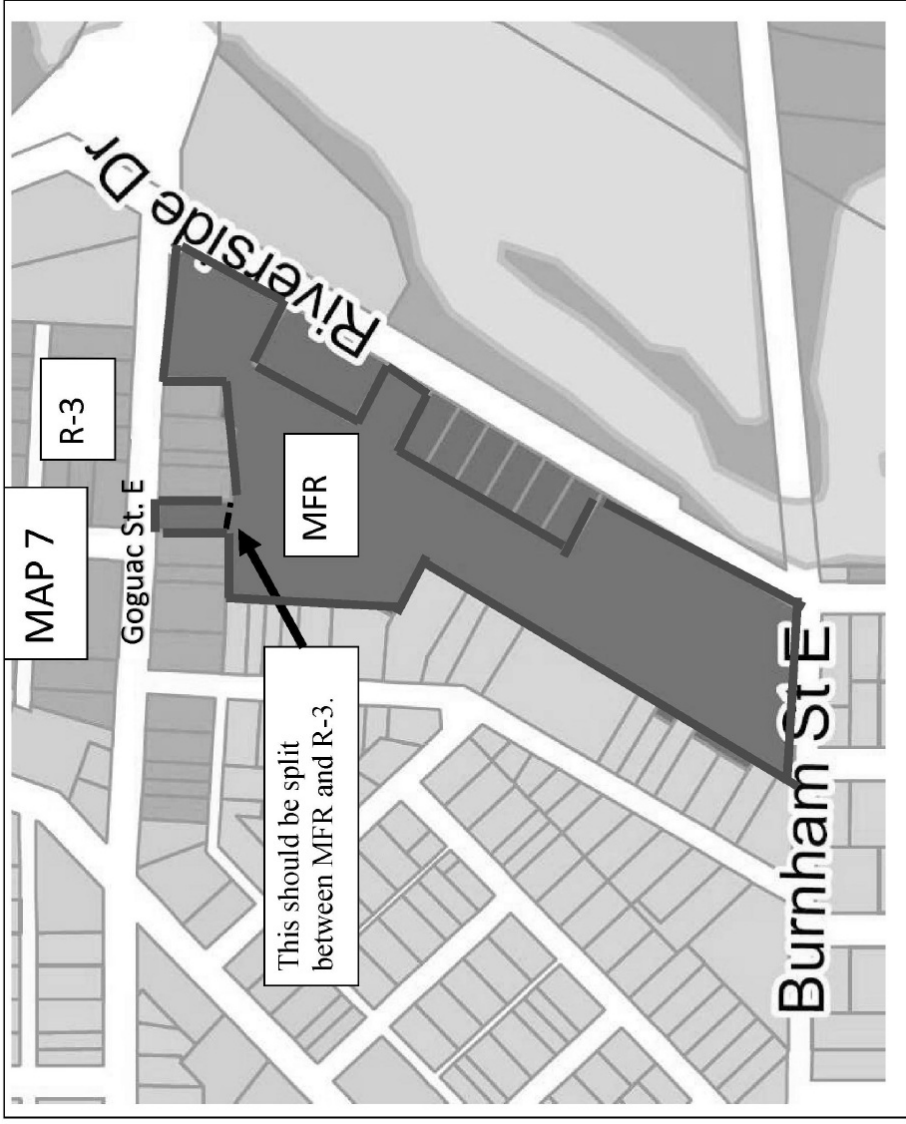 MAP 7
R-3
Goguac St. E
Riverside Dr
MFR
This should be split
between MFR and R-3.
Burnham St E